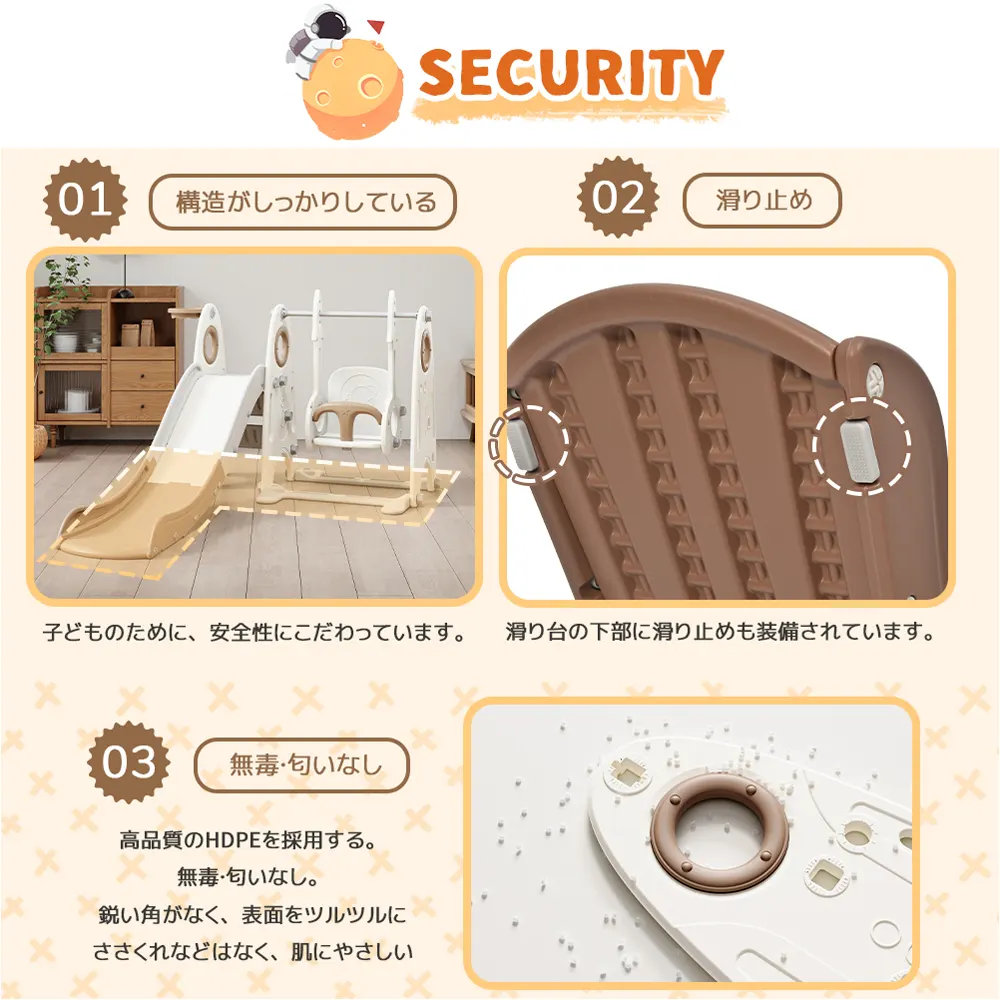 SECURITY
01
構造がしっかりしている
02
滑り止め
子どものために、安全性にこだわっています。
滑り台の下部に滑り止めも装備されています。
03
無毒·匂いなし
高品質のHDPEを採用する。
無毒·匂いなし。
鋭い角がなく、表面をツルツルに
ささくれなどはなく、肌にやさしい